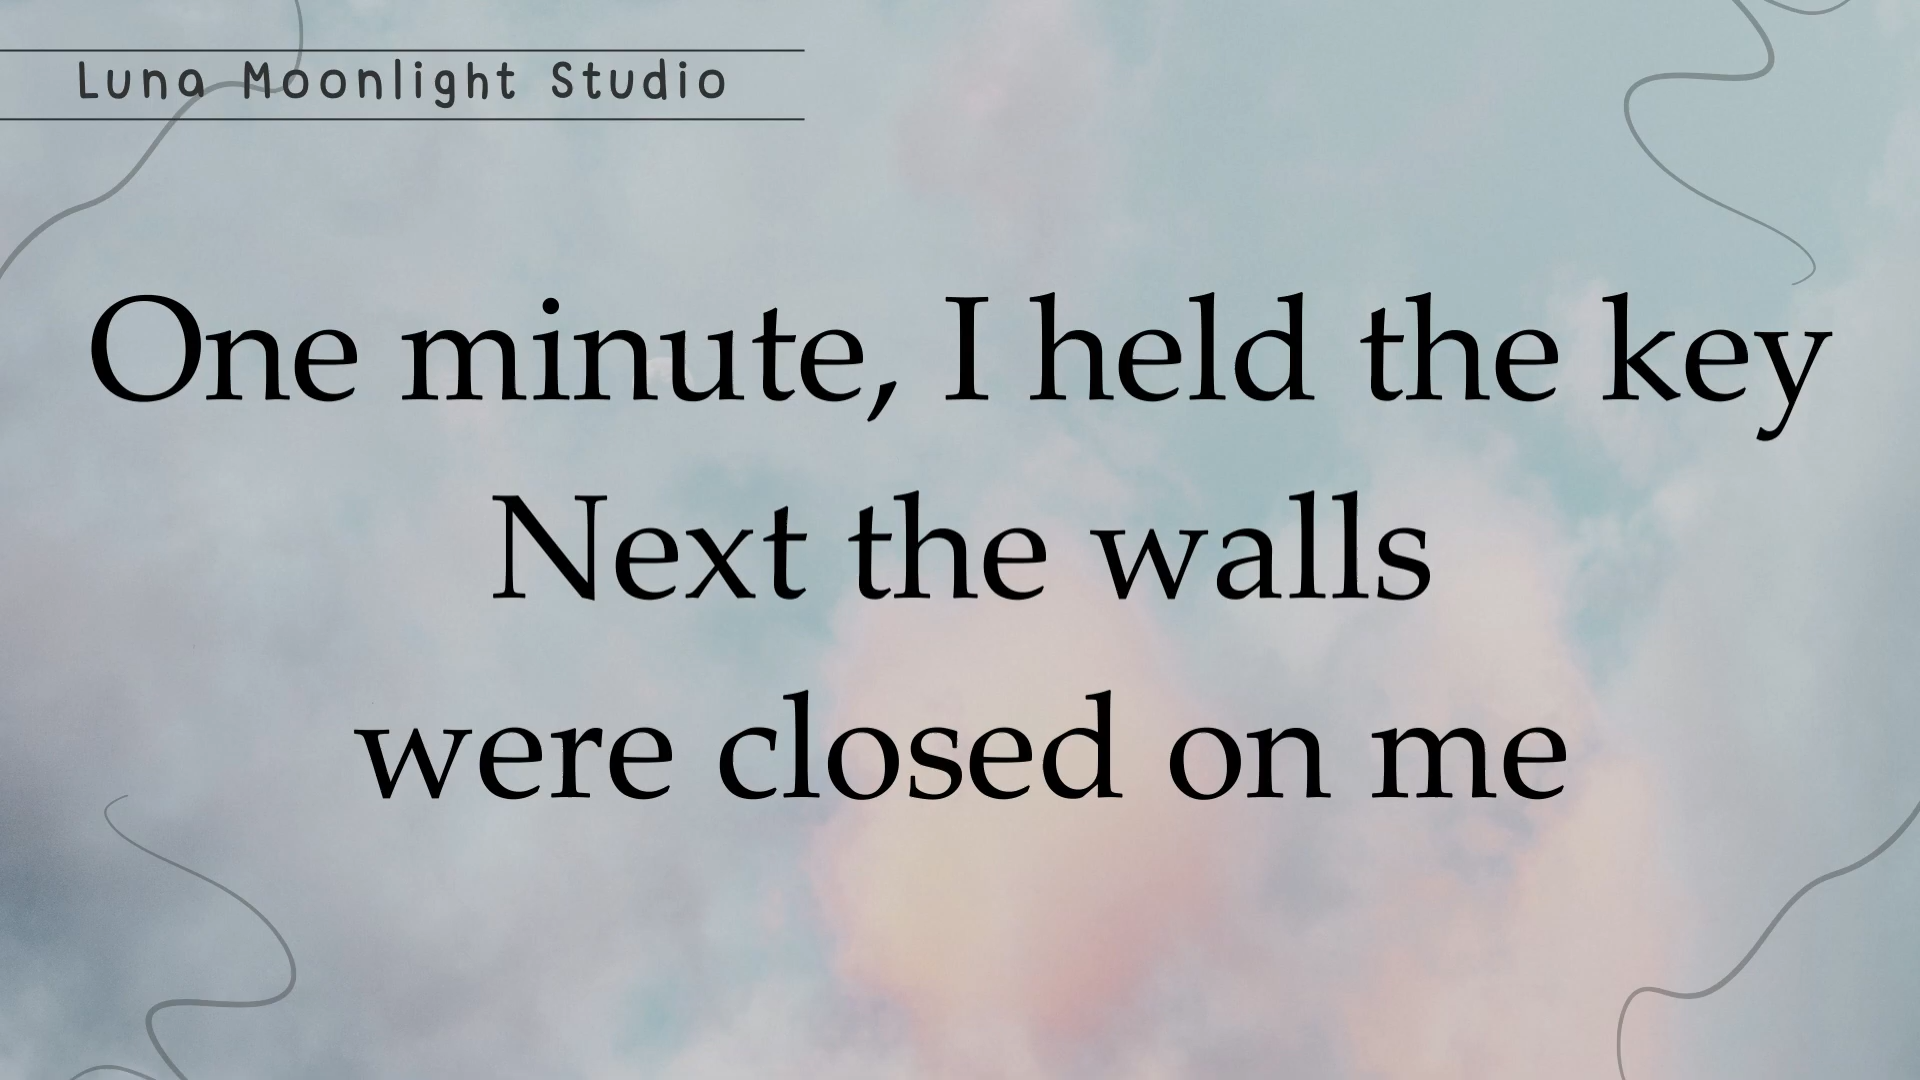 Luna Moonlight Studio
One minute, I held the key
Next the walls
were closed on me